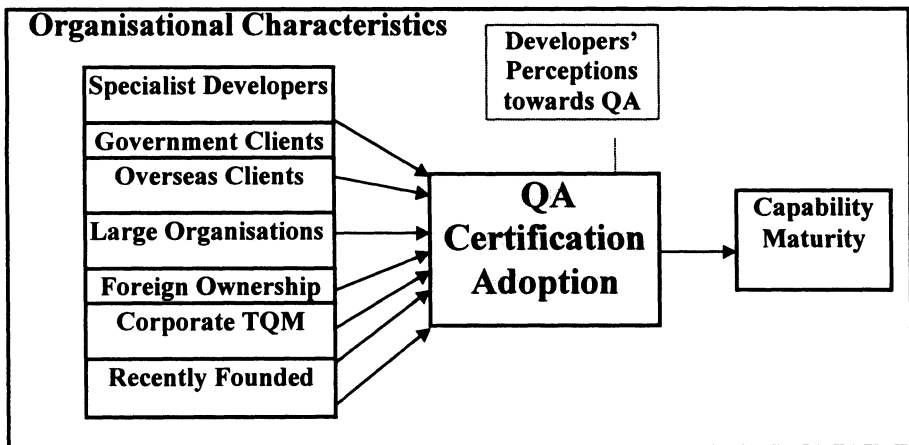 Organisational Characteristics
Specialist Developers
Government Clients
Overseas Clients
Large Organisations
Foreign Ownership
Corporate TQM
Recently Founded
Developers’
Perceptions
towards QA
QA
Certification
Adoption
Capability
Maturity